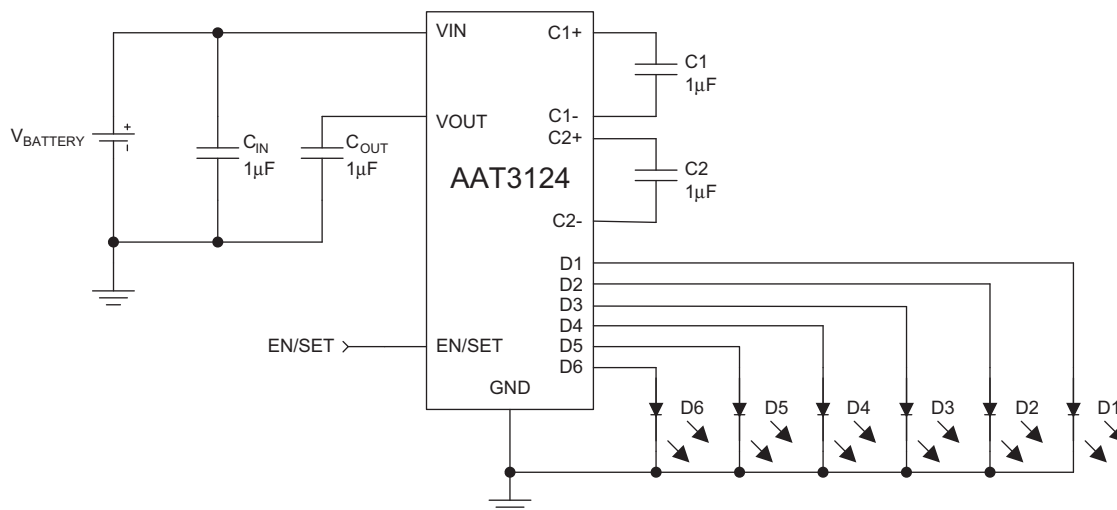 VIN
C1+
C1
1μF
C1-
VOUT
C2+
+
V_BATTERY
-
C_IN
1μF
C_OUT
1μF
AAT3124
C2
1μF
C2-
D1
D2
D3
D4
EN/SET
EN/SET
D5
D6
GND
D6
D5
D4
D3
D2
D1